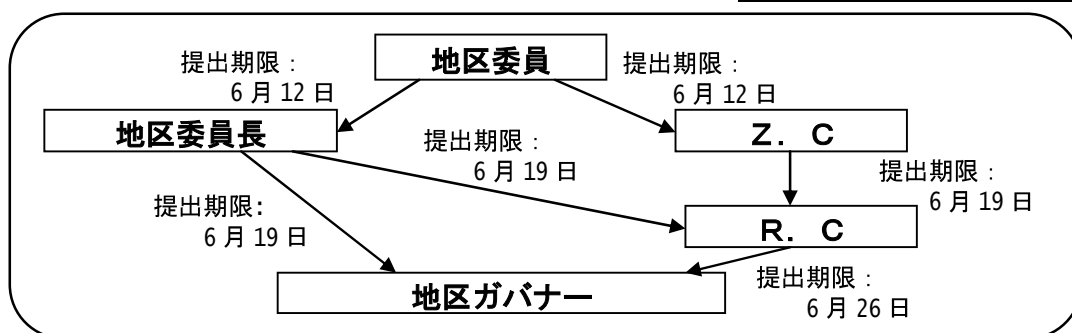 地区委員
提出期限：
6月12日
提出期限：
6月12日
地区委員長
Z．C
提出期限：
6月19日
提出期限：
6月19日
提出期限:
6月19日
R．C
地区ガバナー
提出期限：
6月26日